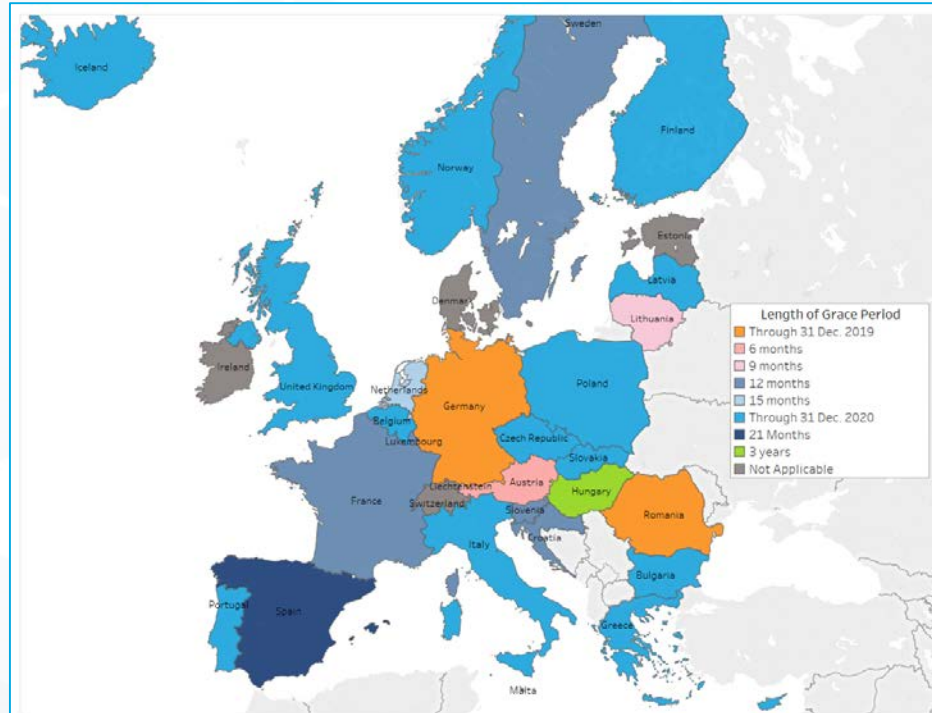 Sweden
Iceland
Finland
Norway
Estonia
Latvia
Denmark
Lithuania
Ireland
United Kingdom
Netherlands
Poland
Germany
Belgium
Luxembourg
Czech Republic
Slovakia
Liechtenstein
Austria
Hungary
France
Switzerland
Slovenia
Romania
Croatia
Italy
Bulgaria
Portugal
Spain
Greece
Malta
Length of Grace Period
Through 31 Dec. 2019
6 months
9 months
12 months
15 months
Through 31 Dec. 2020
21 Months
3 years
Not Applicable